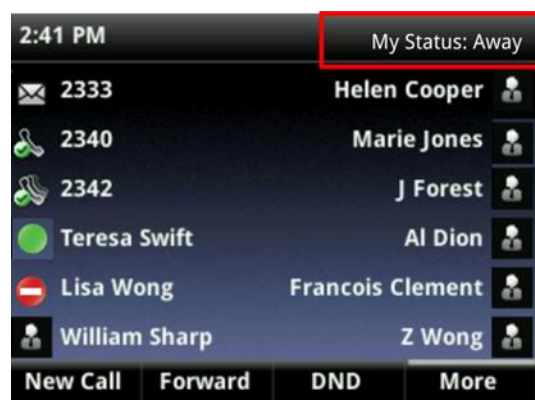 2:41 PM My Status: Away
2333 Helen Cooper
2340 Marie Jones
2342 J Forest
Teresa Swift Al Dion
Lisa Wong Francois Clement
William Sharp Z Wong
New Call Forward DND More